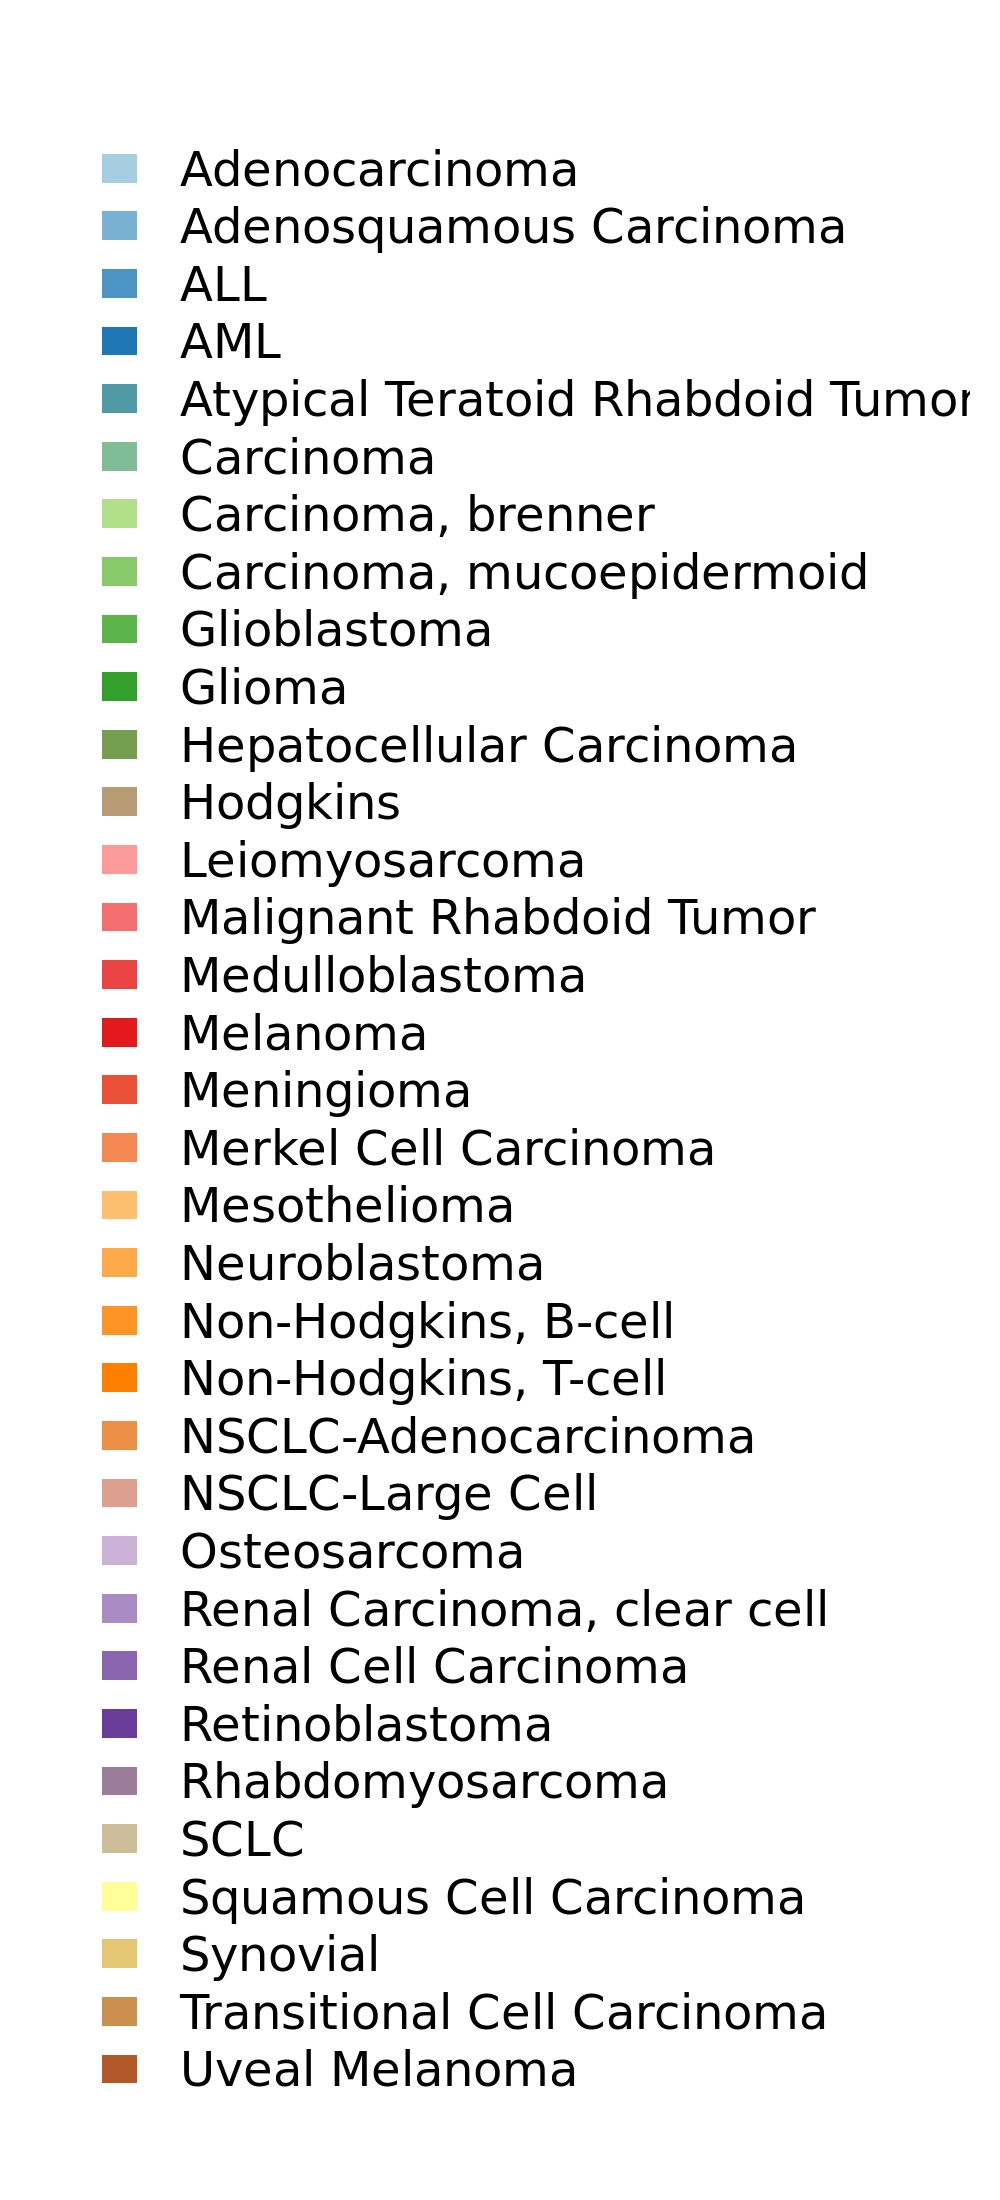 Adenocarcinoma
Adenosquamous Carcinoma
ALL
AML
Atypical Teratoid Rhabdoid Tumor
Carcinoma
Carcinoma, brenner
Carcinoma, mucoepidermoid
Glioblastoma
Glioma
Hepatocellular Carcinoma
Hodgkins
Leiomyosarcoma
Malignant Rhabdoid Tumor
Medulloblastoma
Melanoma
Meningioma
Merkel Cell Carcinoma
Mesothelioma
Neuroblastoma
Non-Hodgkins, B-cell
Non-Hodgkins, T-cell
NSCLC-Adenocarcinoma
NSCLC-Large Cell
Osteosarcoma
Renal Carcinoma, clear cell
Renal Cell Carcinoma
Retinoblastoma
Rhabdomyosarcoma
SCLC
Squamous Cell Carcinoma
Synovial
Transitional Cell Carcinoma
Uveal Melanoma